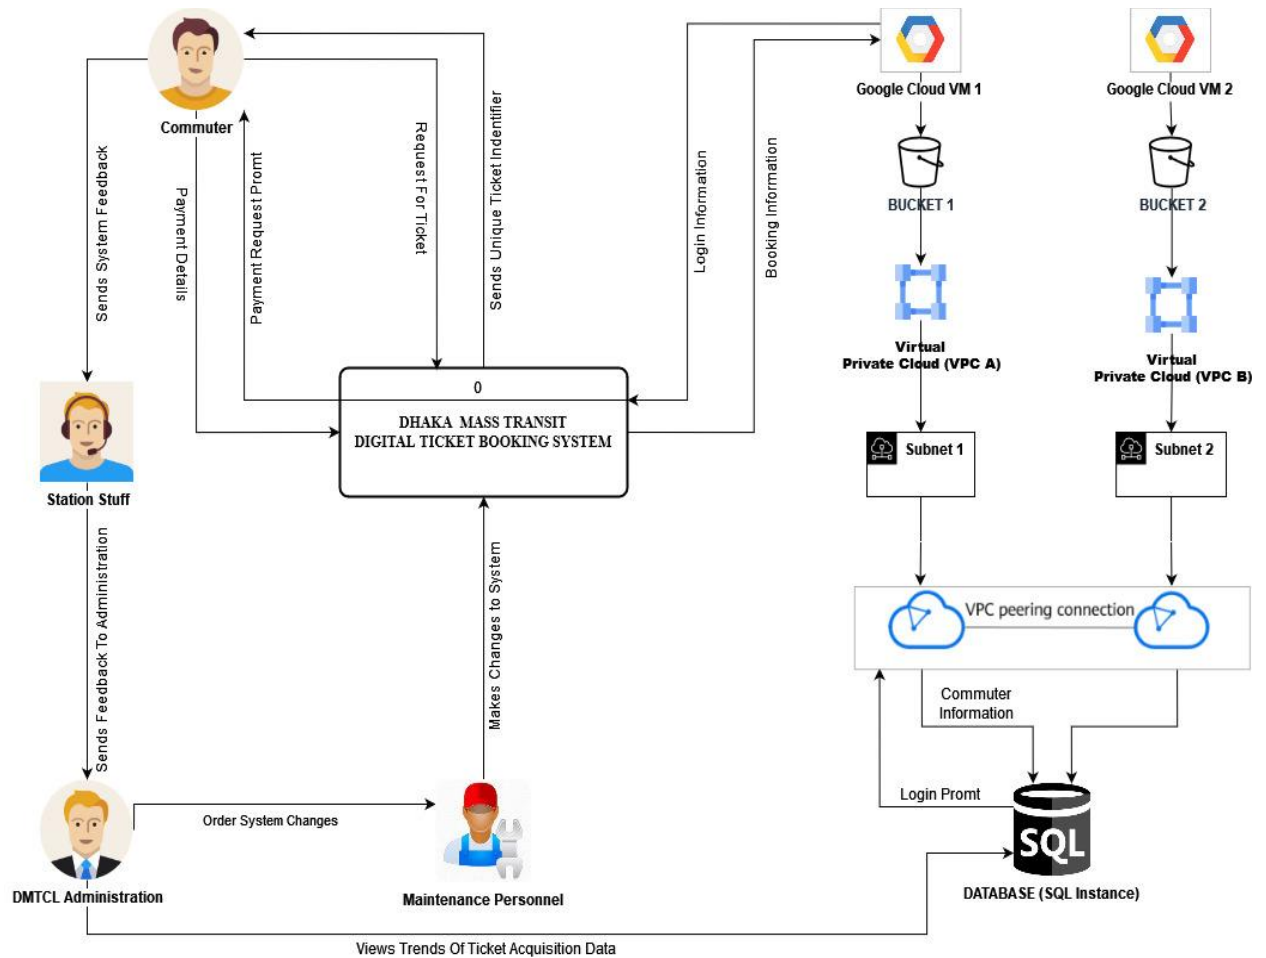 Google Cloud VM 1
Google Cloud VM 2
Commuter
Sends System Feedback
Payment Details
Payment Request Promt
Request For Ticket
Sends Unique Ticket Indentifier
Login Information
Booking Information
BUCKET 1
BUCKET 2
Virtual
Private Cloud (VPC A)
Virtual
Private Cloud (VPC B)
0
DHAKA MASS TRANSIT
DIGITAL TICKET BOOKING SYSTEM
Subnet 1
Subnet 2
Station Stuff
Sends Feedback To Administration
Makes Changes to System
VPC peering connection
Commuter
Information
Login Promt
Order System Changes
SQL
DMTCL Administration
Maintenance Personnel
DATABASE (SQL Instance)
Views Trends Of Ticket Acquisition Data